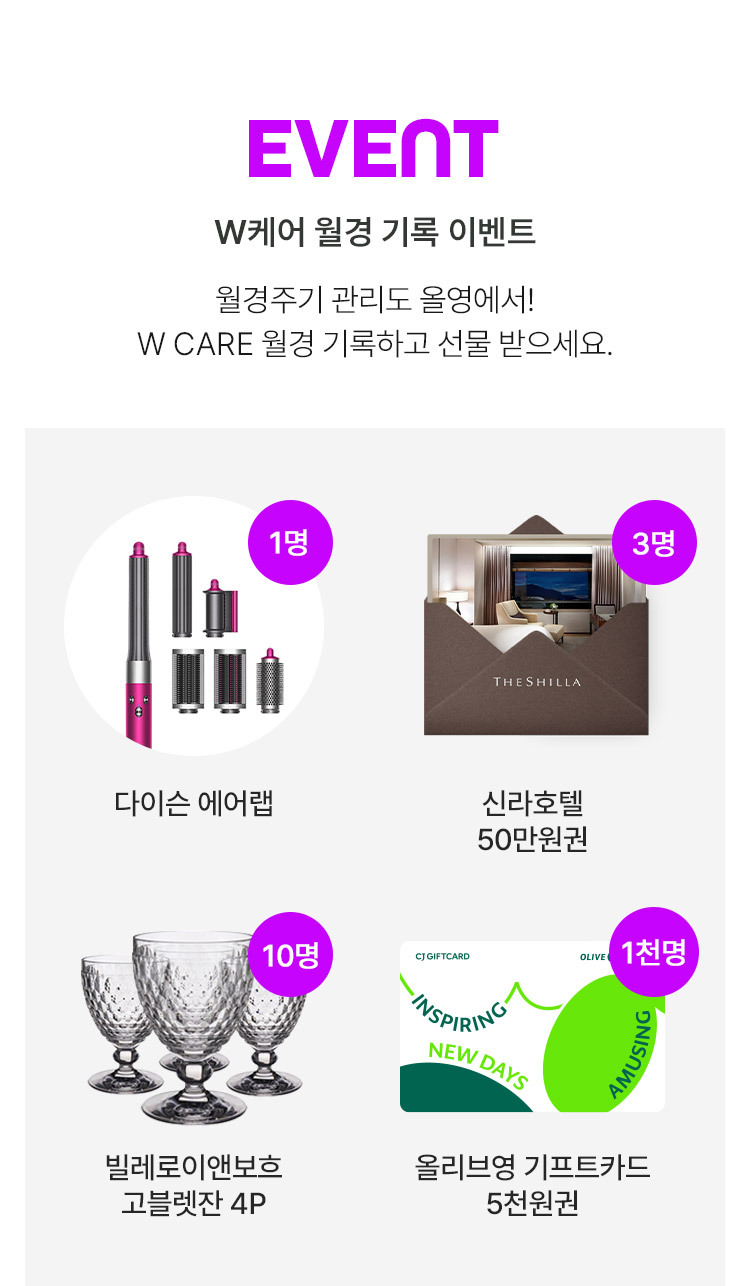 EVENT
W케어 월경 기록 이벤트
월경주기 관리도 올영에서!
W CARE 월경 기록하고 선물 받으세요.
1명
3명
THE SHILLA
다이슨 에어랩
신라호텔
50만원권
10명
1천명
CJ GIFTCARD
OLIVE
INSPIRING
NEW DAYS
AMUSING
빌레로이앤보흐
고블렛잔 4P
올리브영 기프트카드
5천원권